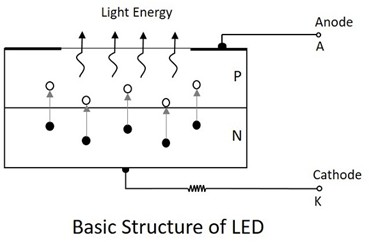 Light Energy
Anode
A
P
N
Cathode
K
Basic Structure of LED